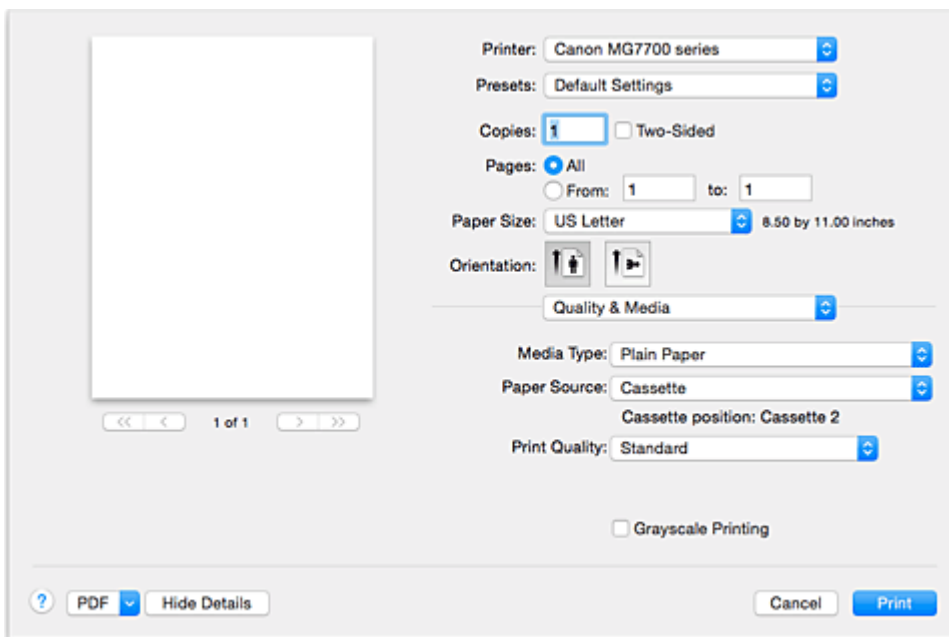 Printer: Canon MG7700 series
Presets: Default Settings
Copies: 1 Two-Sided
Pages: All
From: 1 to: 1
Paper Size: US Letter 8.50 by 11.00 inches
Orientation:
Quality & Media
Media Type: Plain Paper
Paper Source: Cassette
Cassette position: Cassette 2
Print Quality: Standard
Grayscale Printing
<< < 1 of 1 > >>
? PDF Hide Details Cancel Print